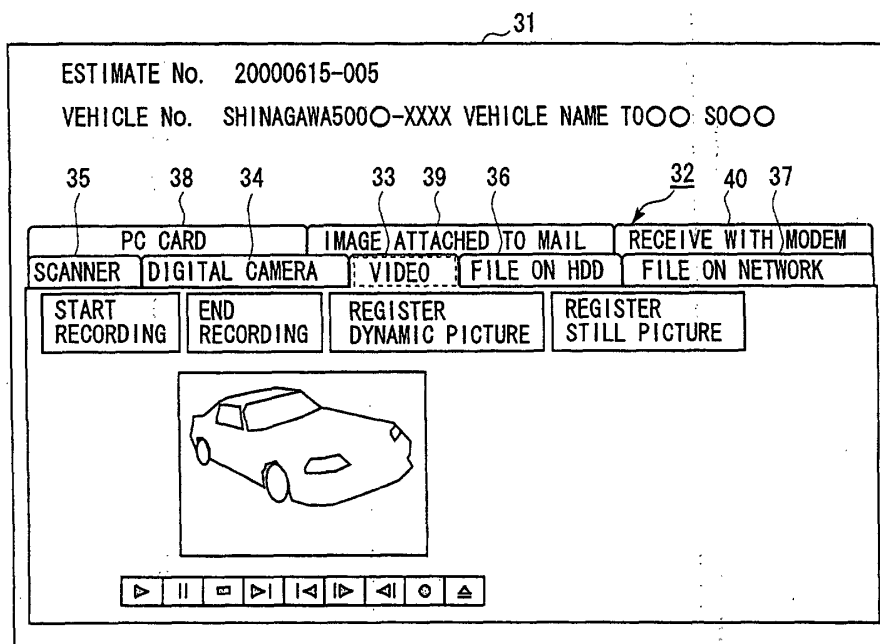 31
ESTIMATE No. 20000615-005
VEHICLE No. SHINAGAWA500○-XXXX VEHICLE NAME TO○○ SO○○
35 38 34 39 33 36 32 40 37
PC CARD IMAGE ATTACHED TO MAIL RECEIVE WITH MODEM
SCANNER DIGITAL CAMERA VIDEO FILE ON HDD FILE ON NETWORK
START END REGISTER REGISTER
RECORDING RECORDING DYNAMIC PICTURE STILL PICTURE